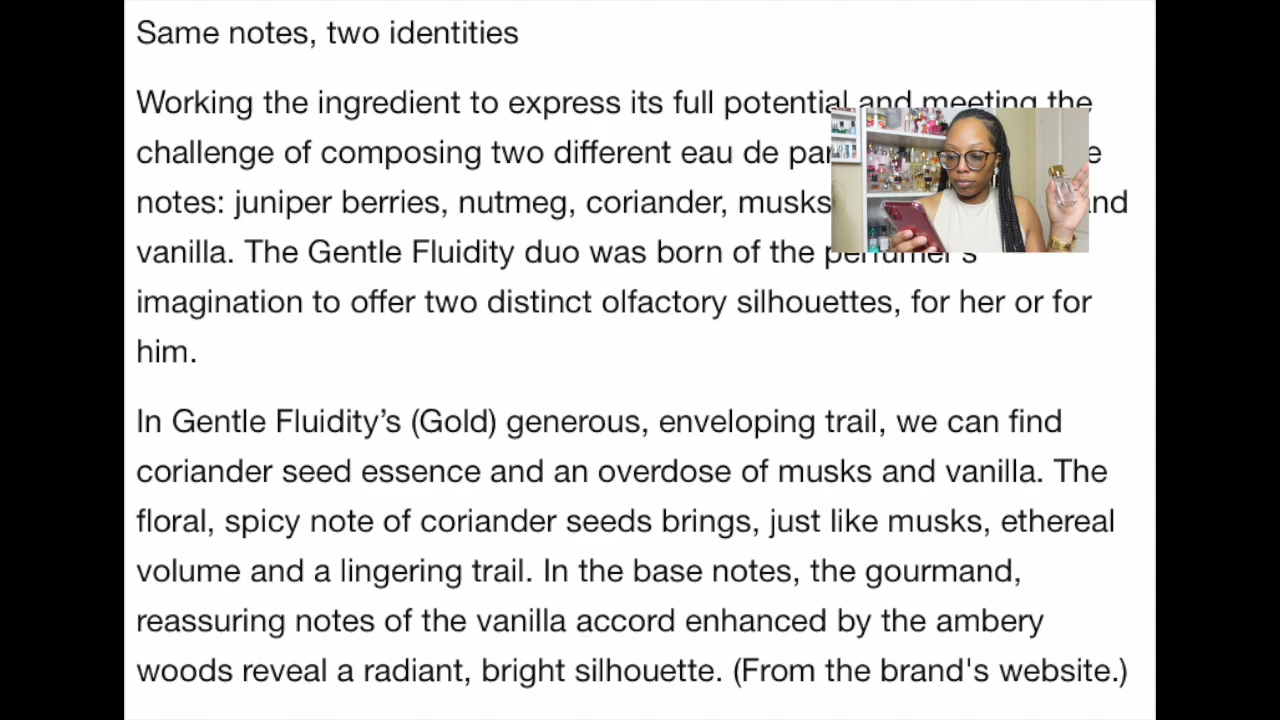 Same notes, two identities
Working the ingredient to express its full potential and meeting the
challenge of composing two different eau de
notes: juniper berries, nutmeg, coriander, musks
vanilla. The Gentle Fluidity duo was born of the perfumer's
imagination to offer two distinct olfactory silhouettes, for her or for
him.
In Gentle Fluidity’s (Gold) generous, enveloping trail, we can find
coriander seed essence and an overdose of musks and vanilla. The
floral, spicy note of coriander seeds brings, just like musks, ethereal
volume and a lingering trail. In the base notes, the gourmand,
reassuring notes of the vanilla accord enhanced by the ambery
woods reveal a radiant, bright silhouette. (From the brand's website.)